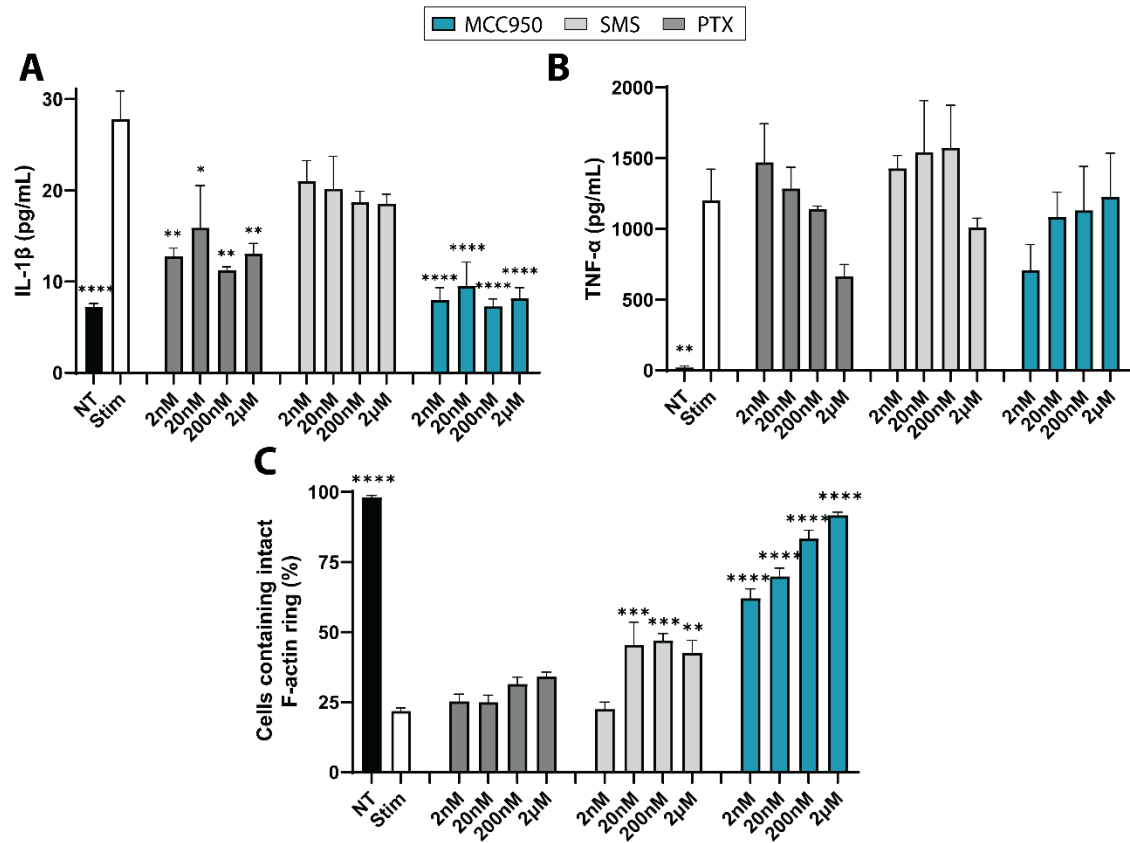 MCC950 SMS PTX
A
IL-1β (pg/mL)
30
20
10
0
****
*
**
**
**
****
****
****
****
NT Stim 2nM 20nM 200nM 2µM 2nM 20nM 200nM 2µM 2nM 20nM 200nM 2µM
B
TNF-α (pg/mL)
2000
1500
1000
500
0
**
NT Stim 2nM 20nM 200nM 2µM 2nM 20nM 200nM 2µM 2nM 20nM 200nM 2µM
C
Cells containing intact
F-actin ring (%)
100
75
50
25
0
****
***
***
**
****
****
****
****
NT Stim 2nM 20nM 200nM 2µM 2nM 20nM 200nM 2µM 2nM 20nM 200nM 2µM